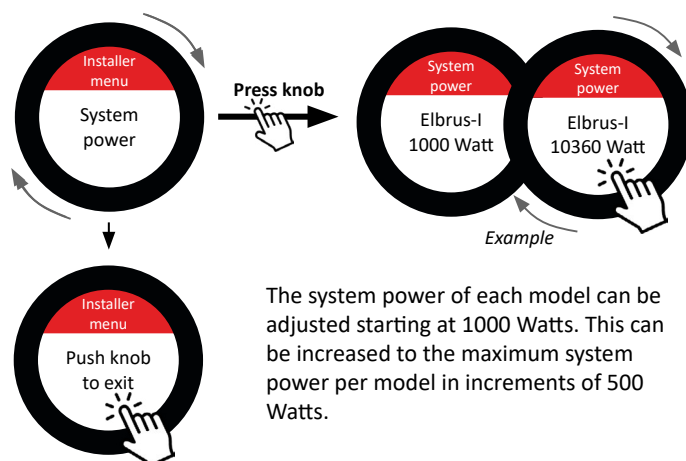 Installer
menu
System
power
Press knob
System
power
Elbrus-I
1000 Watt
System
power
Elbrus-I
10360 Watt
Example
Installer
menu
Push knob
to exit
The system power of each model can be
adjusted starting at 1000 Watts. This can
be increased to the maximum system
power per model in increments of 500
Watts.